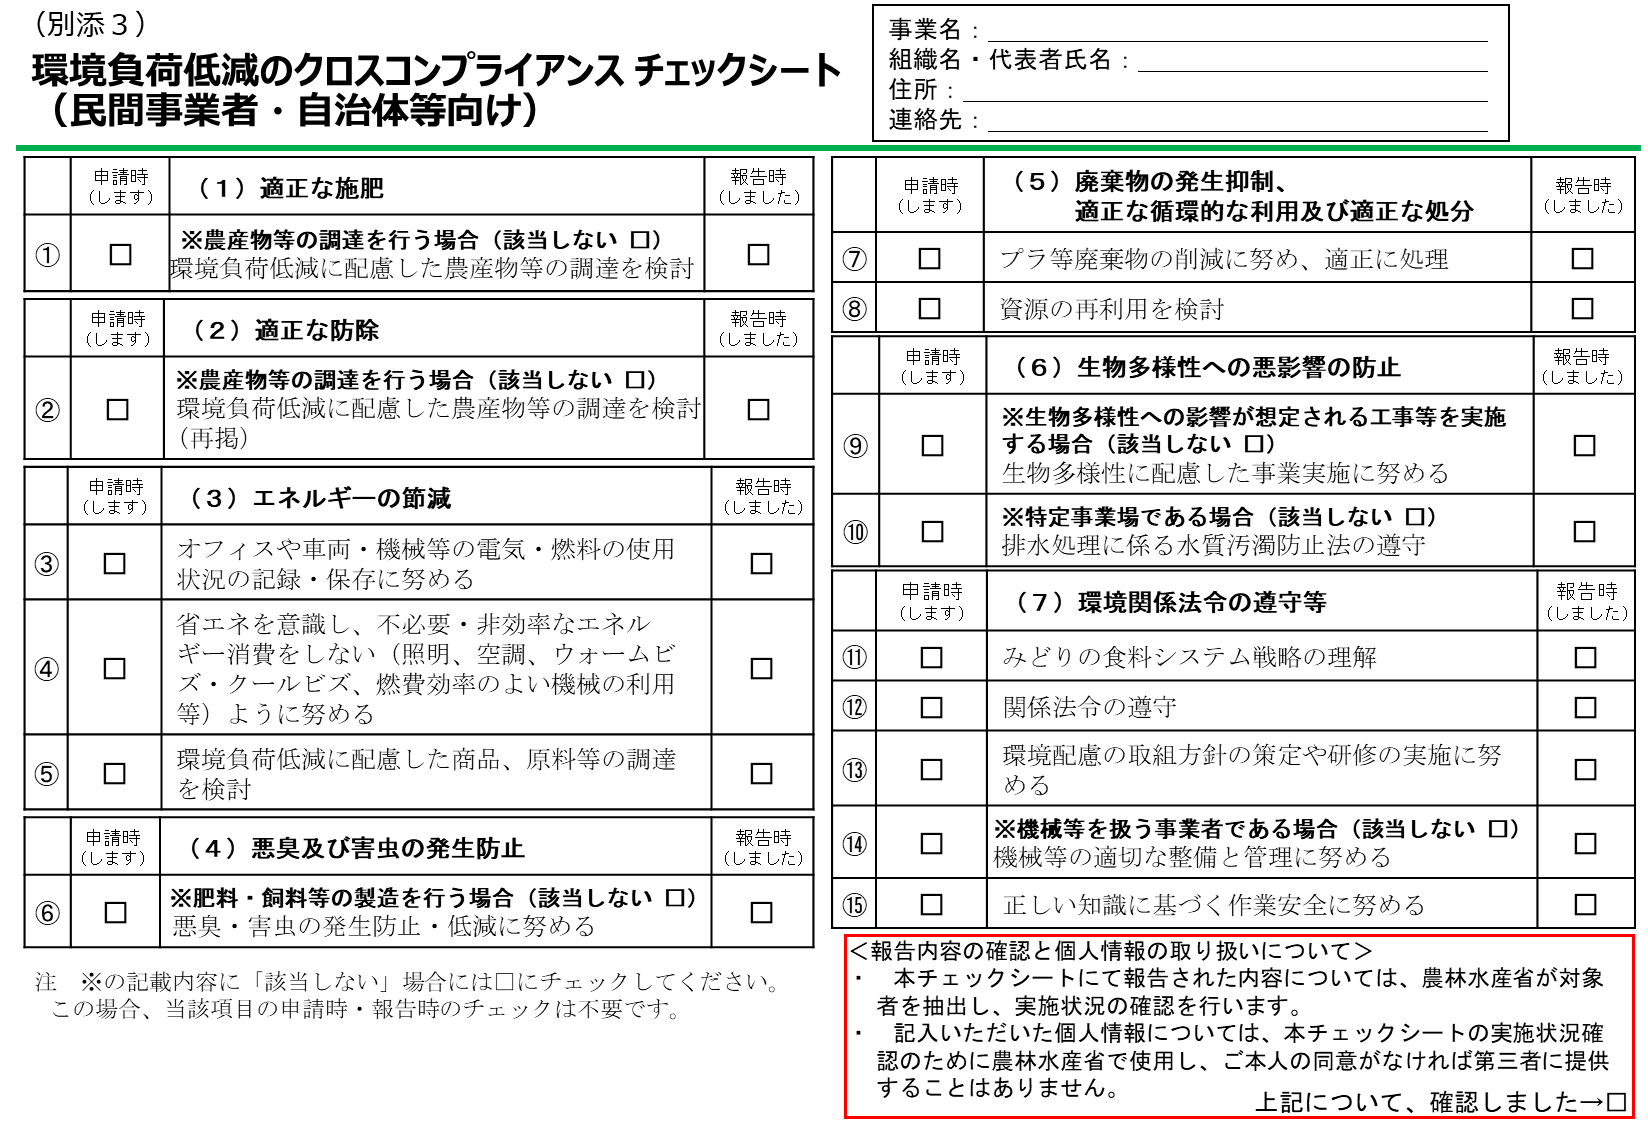 （別添３）
環境負荷低減のクロスコンプライアンス チェックシート
（民間事業者・自治体等向け）
事業名：
組織名・代表者氏名：
住所：
連絡先：
申請時
（します）
（１）適正な施肥
報告時
（しました）
① □ ※農産物等の調達を行う場合（該当しない □） □
環境負荷低減に配慮した農産物等の調達を検討
申請時
（します）
（２）適正な防除
報告時
（しました）
② □ ※農産物等の調達を行う場合（該当しない □） □
環境負荷低減に配慮した農産物等の調達を検討
（再掲）
申請時
（します）
（３）エネルギーの節減
報告時
（しました）
③ □ オフィスや車両・機械等の電気・燃料の使用 □
状況の記録・保存に努める
④ □ 省エネを意識し、不必要・非効率なエネル □
ギー消費をしない（照明、空調、ウォームビ
ズ・クールビズ、燃費効率のよい機械の利用
等）ように努める
⑤ □ 環境負荷低減に配慮した商品、原料等の調達 □
を検討
申請時
（します）
（４）悪臭及び害虫の発生防止
報告時
（しました）
⑥ □ ※肥料・飼料等の製造を行う場合（該当しない □） □
悪臭・害虫の発生防止・低減に努める
注　※の記載内容に「該当しない」場合には□にチェックしてください。
この場合、当該項目の申請時・報告時のチェックは不要です。
申請時
（します）
（５）廃棄物の発生抑制、
適正な循環的な利用及び適正な処分
報告時
（しました）
⑦ □ プラ等廃棄物の削減に努め、適正に処理 □
⑧ □ 資源の再利用を検討 □
申請時
（します）
（６）生物多様性への悪影響の防止
報告時
（しました）
⑨ □ ※生物多様性への影響が想定される工事等を実施 □
する場合（該当しない □）
生物多様性に配慮した事業実施に努める
⑩ □ ※特定事業場である場合（該当しない □） □
排水処理に係る水質汚濁防止法の遵守
申請時
（します）
（７）環境関係法令の遵守等
報告時
（しました）
⑪ □ みどりの食料システム戦略の理解 □
⑫ □ 関係法令の遵守 □
⑬ □ 環境配慮の取組方針の策定や研修の実施に努 □
める
⑭ □ ※機械等を扱う事業者である場合（該当しない □） □
機械等の適切な整備と管理に努める
⑮ □ 正しい知識に基づく作業安全に努める □
＜報告内容の確認と個人情報の取り扱いについて＞
・　本チェックシートにて報告された内容については、農林水産省が対象
者を抽出し、実施状況の確認を行います。
・　記入いただいた個人情報については、本チェックシートの実施状況確
認のために農林水産省で使用し、ご本人の同意がなければ第三者に提供
することはありません。
上記について、確認しました→□